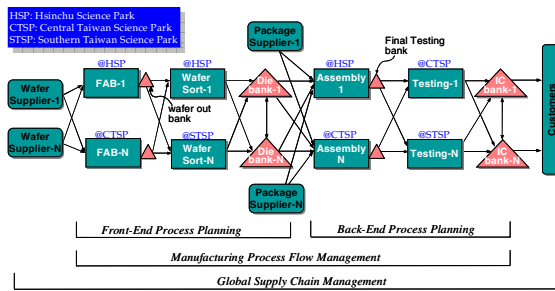 HSP: Hsinchu Science Park
CTSP: Central Taiwan Science Park
STSP: Southern Taiwan Science Park
Package
Supplier-1
Final Testing
bank
@HSP
@HSP
@HSP
@CTSP
Wafer
Supplier-1
FAB-1
Wafer
Sort-1
Die
bank-1
Assembly
1
Testing-1
IC
bank-1
wafer out
bank
Customers
@CTSP
@STSP
@CTSP
@STSP
Wafer
Supplier-N
FAB-N
Wafer
Sort-N
Die
bank-N
Assembly
N
Testing-N
IC
bank-N
Package
Supplier-N
Front-End Process Planning
Back-End Process Planning
Manufacturing Process Flow Management
Global Supply Chain Management